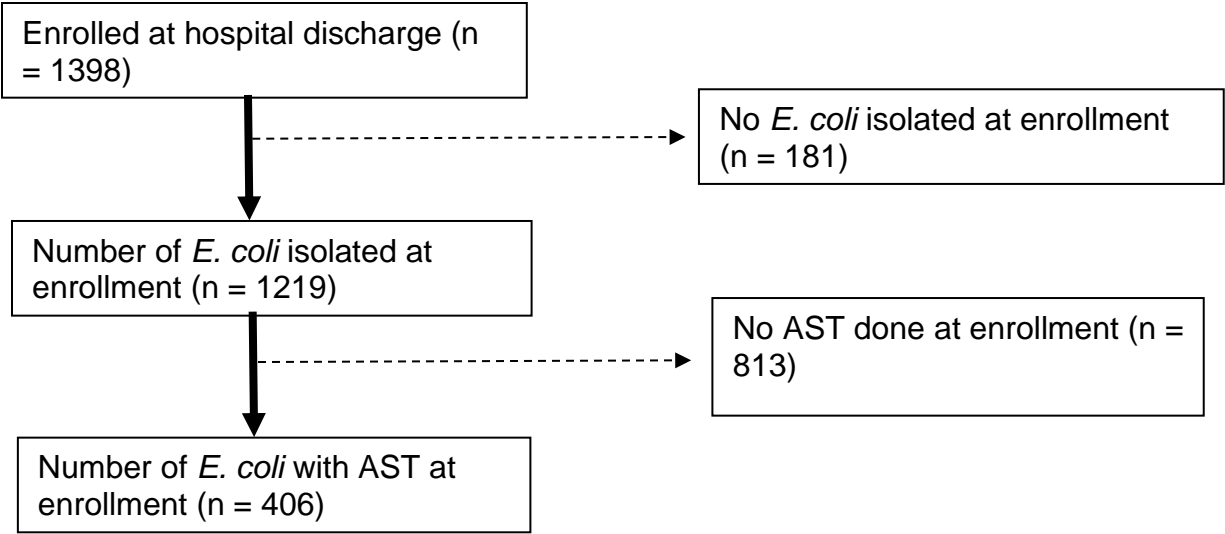 Enrolled at hospital discharge (n
= 1398)
No E. coli isolated at enrollment
(n = 181)
Number of E. coli isolated at
enrollment (n = 1219)
No AST done at enrollment (n =
813)
Number of E. coli with AST at
enrollment (n = 406)